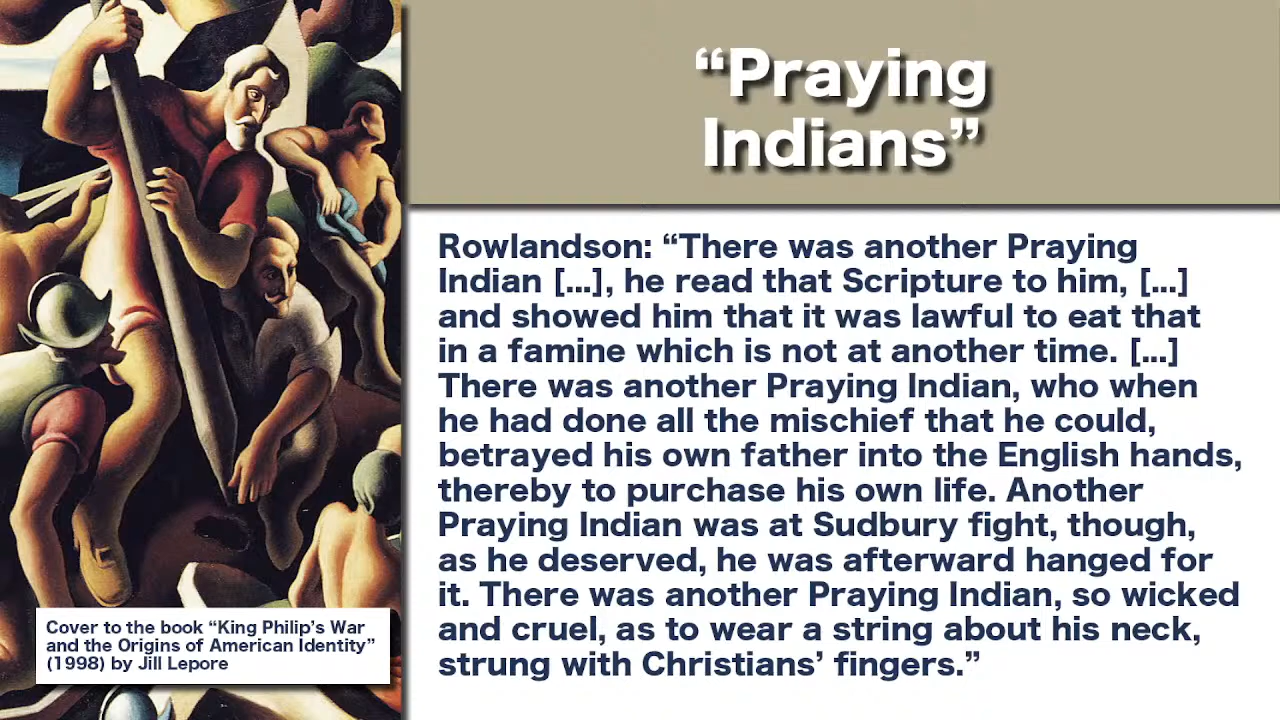 “Praying
Indians”
Rowlandson: “There was another Praying
Indian [...], he read that Scripture to him, [...]
and showed him that it was lawful to eat that
in a famine which is not at another time. [...]
There was another Praying Indian, who when
he had done all the mischief that he could,
betrayed his own father into the English hands,
thereby to purchase his own life. Another
Praying Indian was at Sudbury fight, though,
as he deserved, he was afterward hanged for
it. There was another Praying Indian, so wicked
and cruel, as to wear a string about his neck,
strung with Christians’ fingers.”
Cover to the book “King Philip’s War
and the Origins of American Identity”
(1998) by Jill Lepore